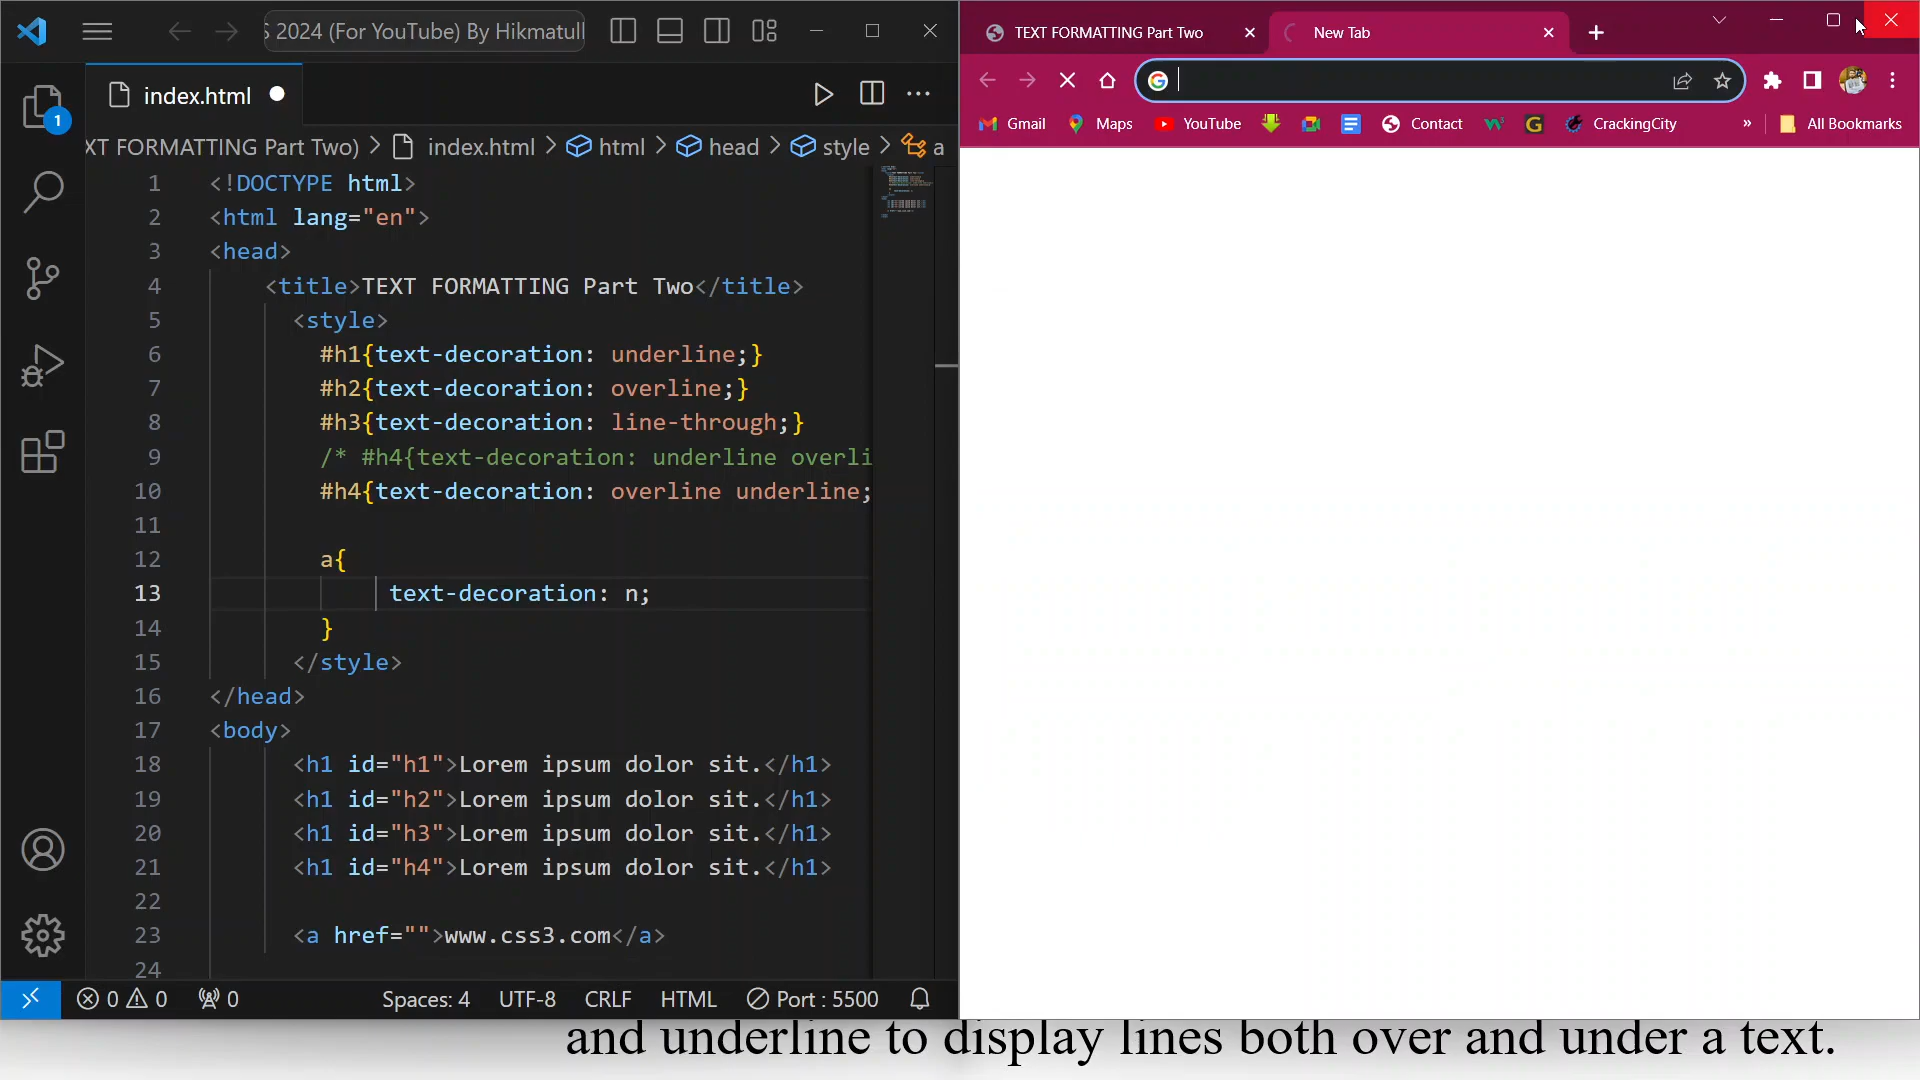 S 2024 (For YouTube) By Hikmatull
index.html
1
XT FORMATTING Part Two) > index.html > html > head > style > a
1 <!DOCTYPE html>
2 <html lang="en">
3 <head>
4 <title>TEXT FORMATTING Part Two</title>
5 <style>
6 #h1{text-decoration: underline;}
7 #h2{text-decoration: overline;}
8 #h3{text-decoration: line-through;}
9 /* #h4{text-decoration: underline overli
10 #h4{text-decoration: overline underline;
11
12 a{
13 text-decoration: n;
14 }
15 </style>
16 </head>
17 <body>
18 <h1 id="h1">Lorem ipsum dolor sit.</h1>
19 <h1 id="h2">Lorem ipsum dolor sit.</h1>
20 <h1 id="h3">Lorem ipsum dolor sit.</h1>
21 <h1 id="h4">Lorem ipsum dolor sit.</h1>
22
23 <a href="">www.css3.com</a>
24
0 0 0 Spaces: 4 UTF-8 CRLF HTML Port : 5500
TEXT FORMATTING Part Two New Tab
Gmail Maps YouTube Contact CrackingCity » All Bookmarks
and underline to display lines both over and under a text.